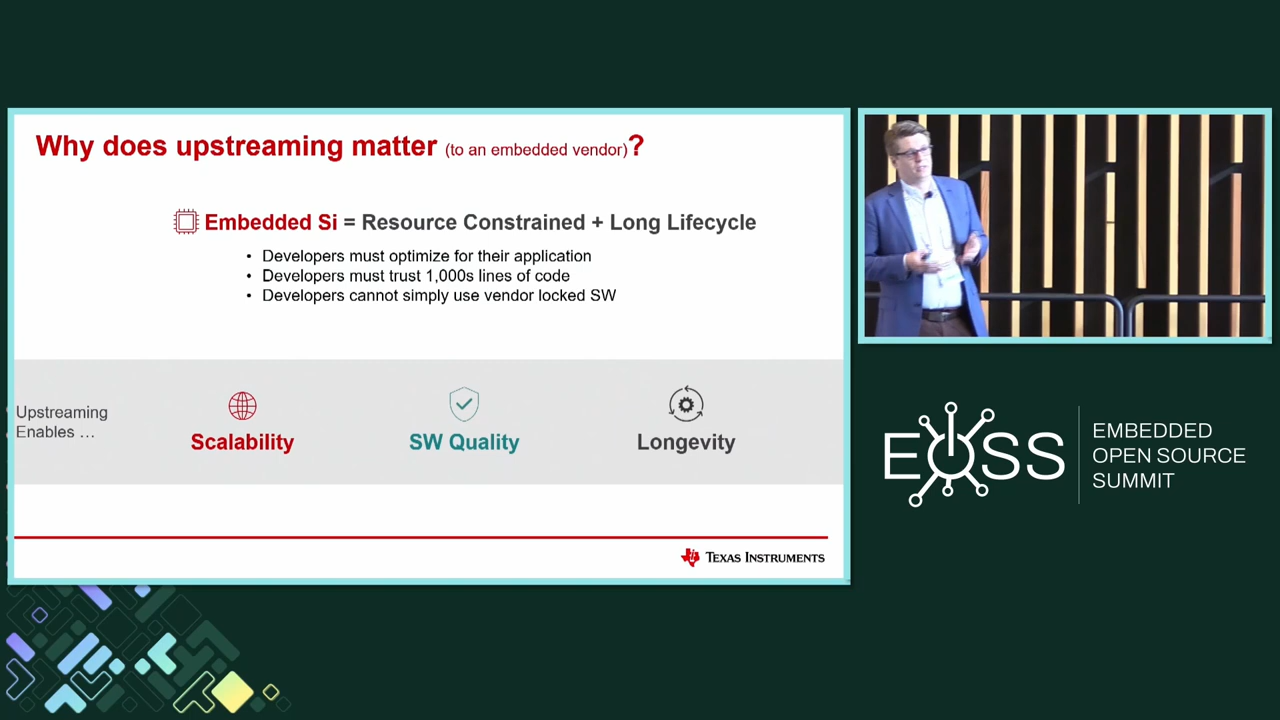 Why does upstreaming matter (to an embedded vendor)?
Embedded Si = Resource Constrained + Long Lifecycle
• Developers must optimize for their application
• Developers must trust 1,000s lines of code
• Developers cannot simply use vendor locked SW
Upstreaming
Enables ...
Scalability
SW Quality
Longevity
TEXAS INSTRUMENTS
EOSS
EMBEDDED
OPEN SOURCE
SUMMIT